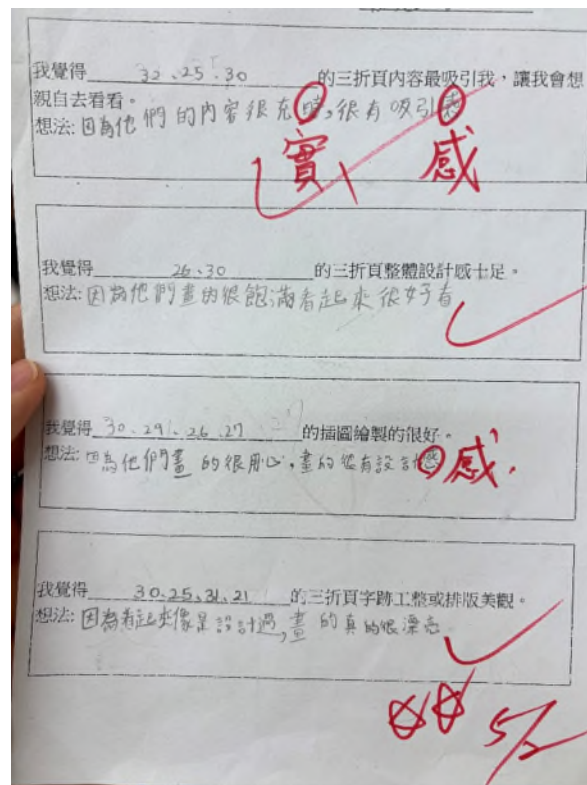 我覺得 32、25、30 的三折頁內容最吸引我，讓我會想
親自去看看。
想法:因為他們的內容很充時,很有吸引
實 感
我覺得 26、30 的三折頁整體設計感十足。
想法:因為他們畫的很飽滿看起來很好看
我覺得 30、29、26、27 的插圖繪製的很好。
想法:因為他們畫的很用心,畫的很有設計
感
我覺得 30、25、31、21 的三折頁字跡工整或排版美觀。
想法:因為看起來像是設計過,畫的真的很漂亮
5/2